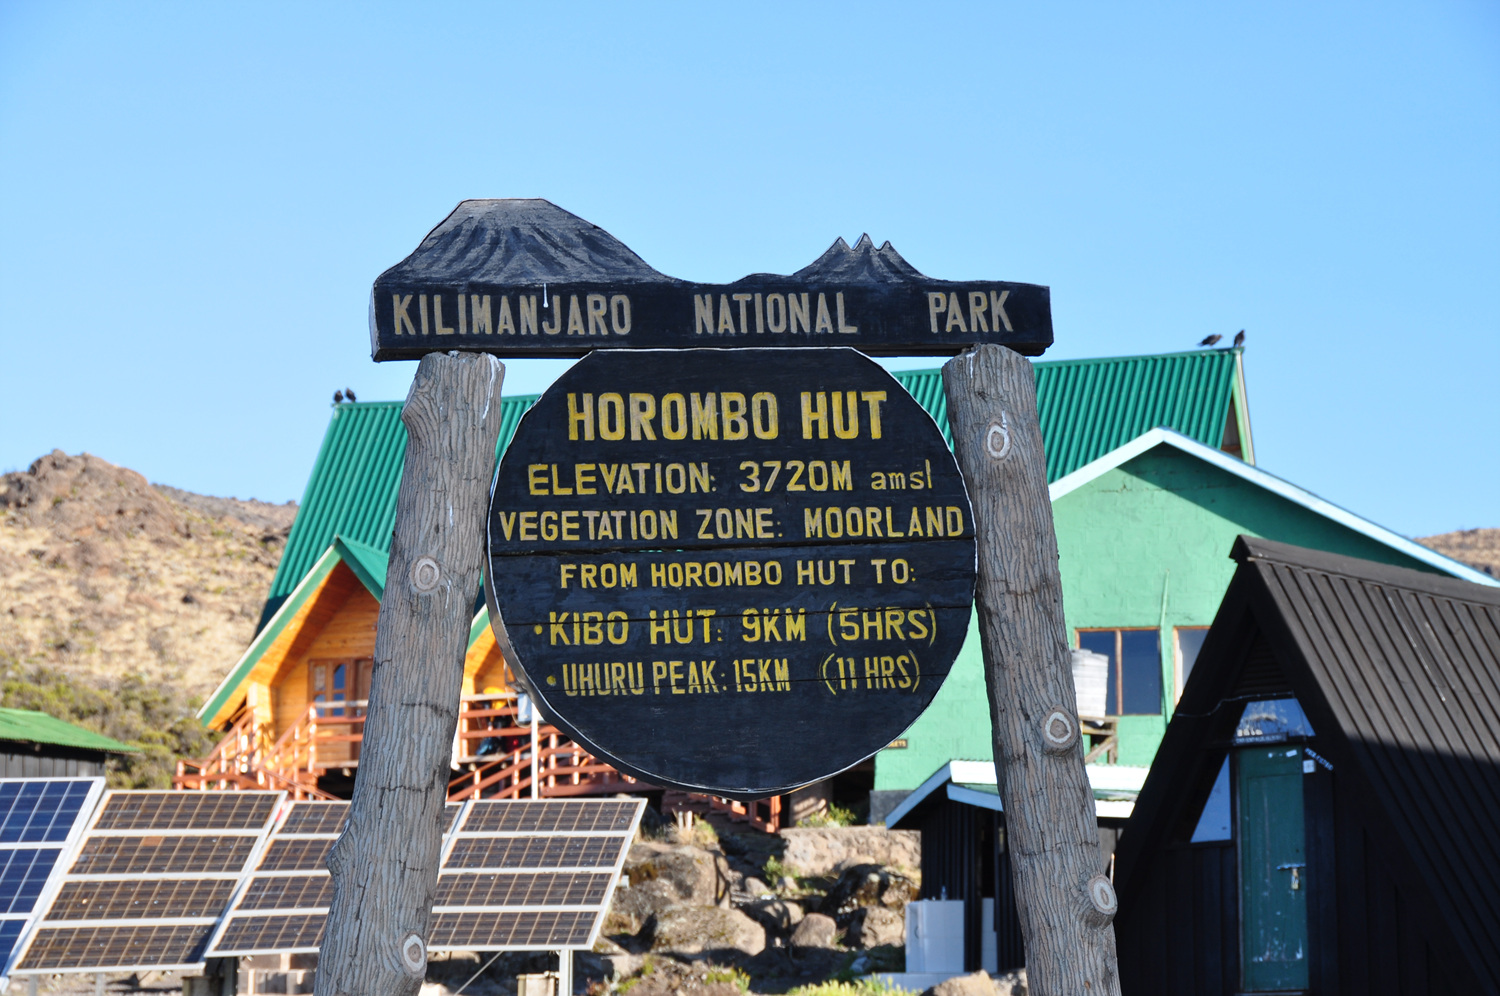 KILIMANJARO NATIONAL PARK
HOROMBO HUT
ELEVATION: 3720M amsl
VEGETATION ZONE: MOORLAND
FROM HOROMBO HUT TO:
• KIBO HUT: 9KM (5HRS)
• UHURU PEAK: 15KM (11 HRS)